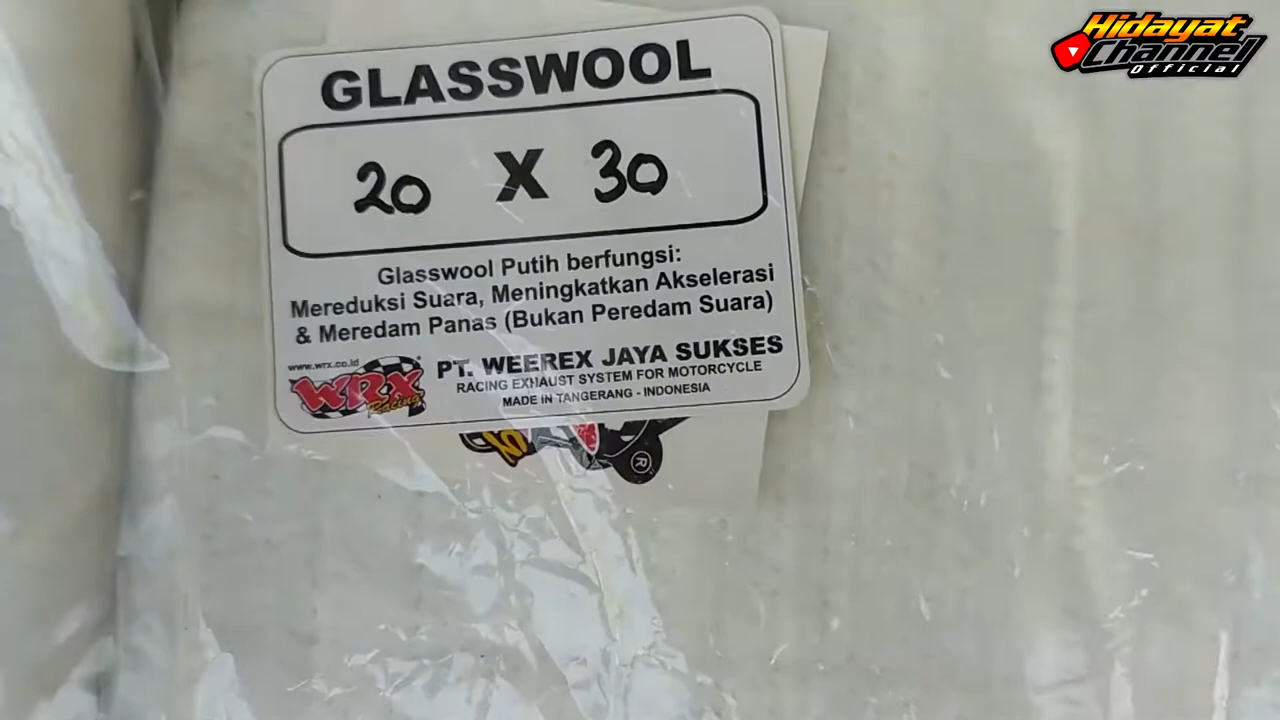 Hidayat
Channel
Official
GLASSWOOL
20 X 30
Glasswool Putih berfungsi:
Mereduksi Suara, Meningkatkan Akselerasi
& Meredam Panas (Bukan Peredam Suara)
www.wrx.co.id
WRX
Racing
PT. WEEREX JAYA SUKSES
RACING EXHAUST SYSTEM FOR MOTORCYCLE
MADE IN TANGERANG - INDONESIA
R